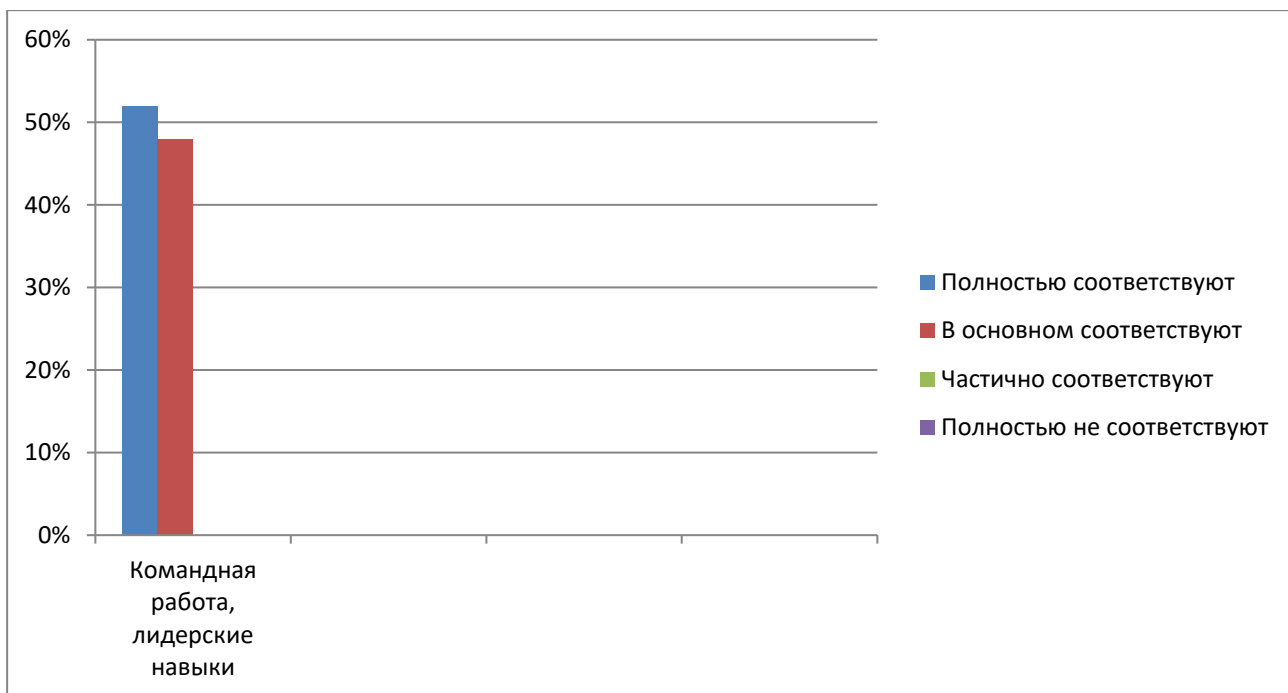 60%
50%
40%
30%
20%
10%
0%
Командная
работа,
лидерские
навыки
Полностью соответствуют
В основном соответствуют
Частично соответствуют
Полностью не соответствуют